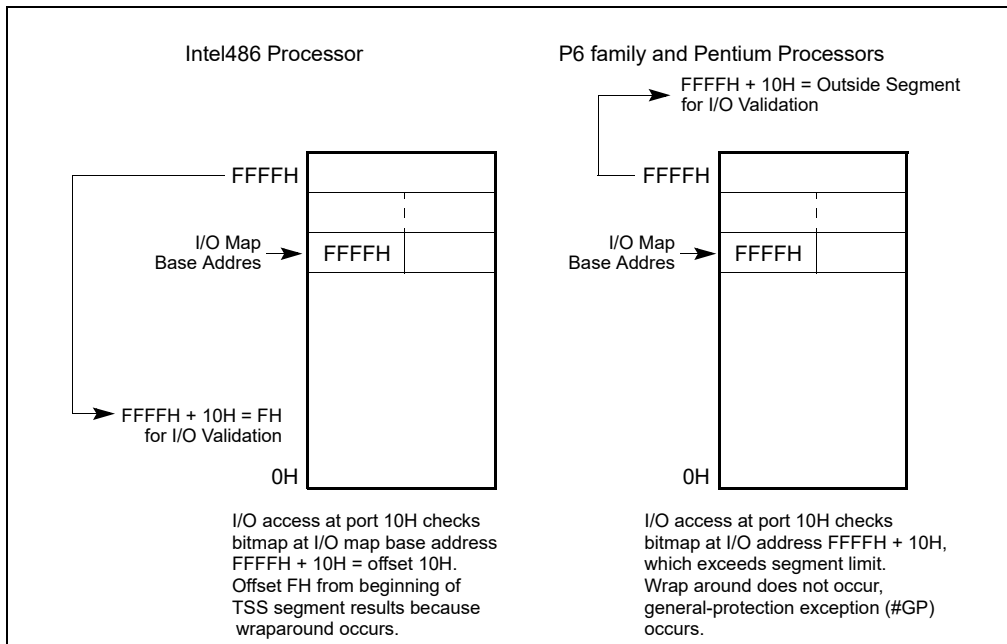 Intel486 Processor
FFFFH
I/O Map
Base Addres
FFFFH
FFFFH + 10H = FH
for I/O Validation
0H
I/O access at port 10H checks
bitmap at I/O map base address
FFFFH + 10H = offset 10H.
Offset FH from beginning of
TSS segment results because
wraparound occurs.
P6 family and Pentium Processors
FFFFH + 10H = Outside Segment
for I/O Validation
FFFFH
I/O Map
Base Addres
FFFFH
0H
I/O access at port 10H checks
bitmap at I/O address FFFFH + 10H,
which exceeds segment limit.
Wrap around does not occur,
general-protection exception (#GP)
occurs.